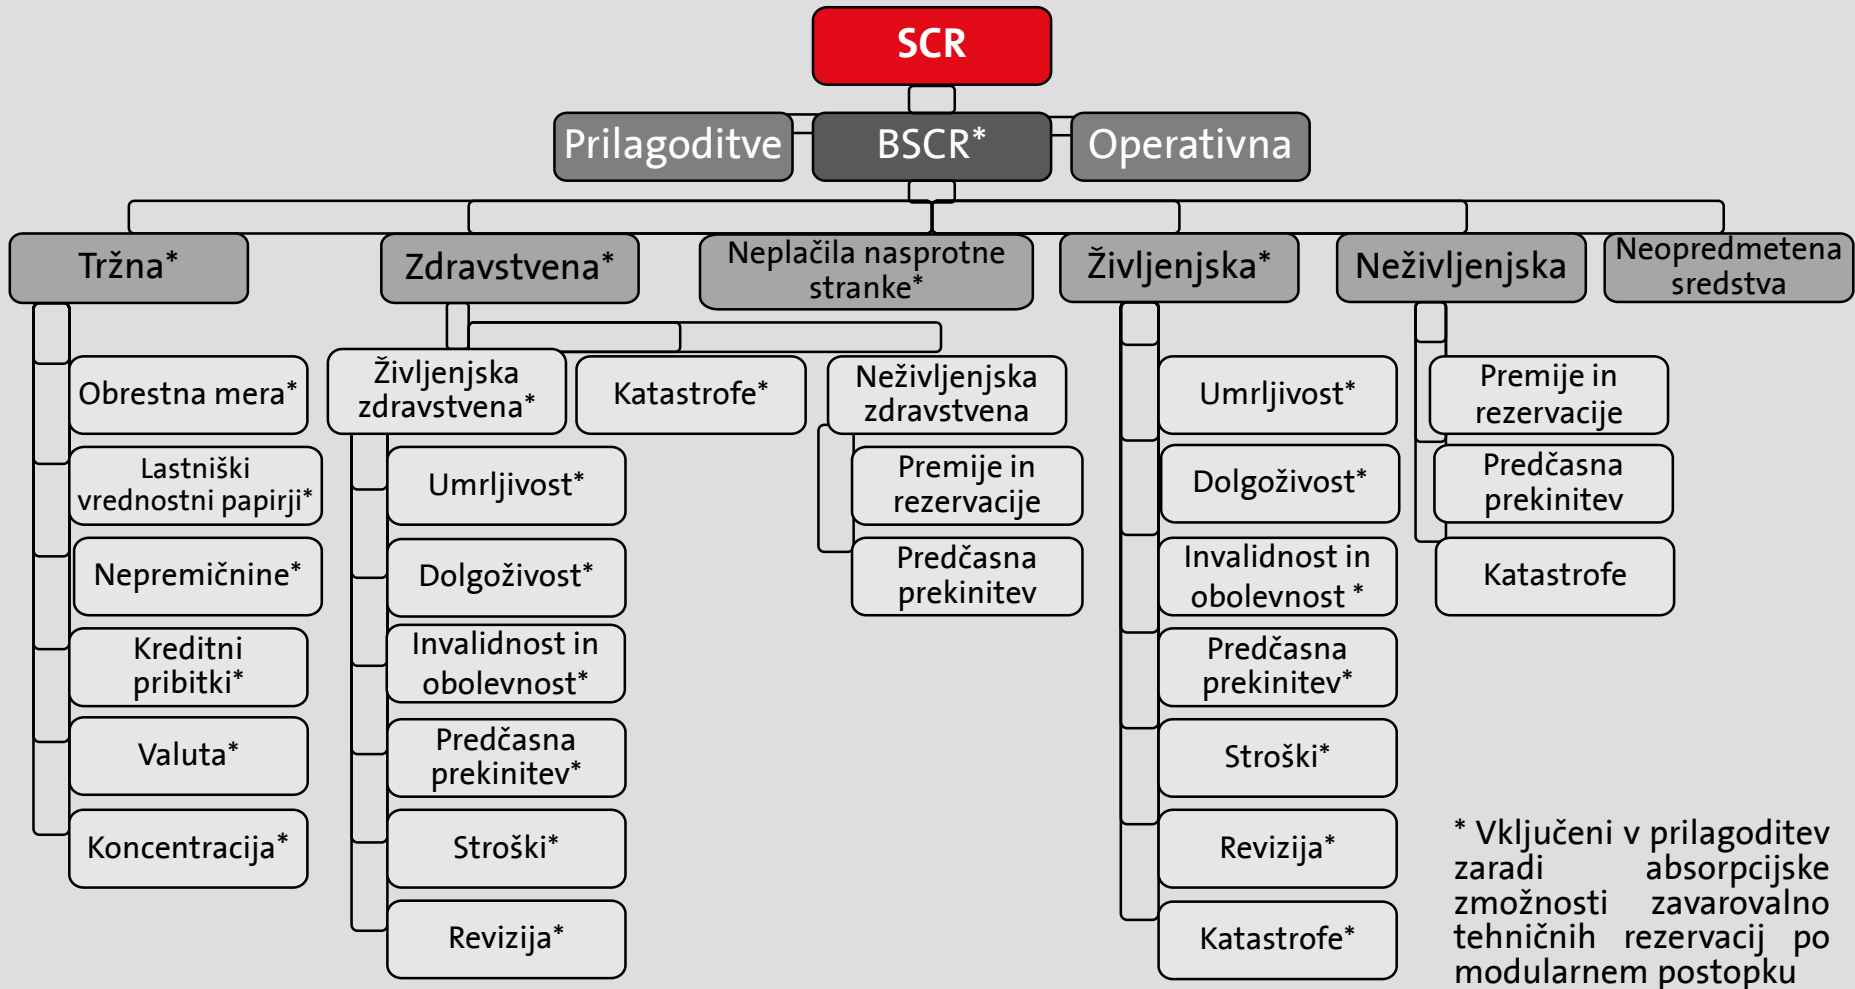 SCR
Prilagoditve
BSCR*
Operativna
Tržna*
Zdravstvena*
Neplačila nasprotne
stranke*
Življenjska*
Neživljenjska
Neopredmetena
sredstva
Obrestna mera*
Lastniški
vrednostni papirji*
Nepremičnine*
Kreditni
pribitki*
Valuta*
Koncentracija*
Življenjska
zdravstvena*
Umrljivost*
Dolgoživost*
Invalidnost in
obolevnost*
Predčasna
prekinitev*
Stroški*
Revizija*
Katastrofe*
Neživljenjska
zdravstvena
Premije in
rezervacije
Predčasna
prekinitev
Umrljivost*
Dolgoživost*
Invalidnost in
obolevnost *
Predčasna
prekinitev*
Stroški*
Revizija*
Katastrofe*
Premije in
rezervacije
Predčasna
prekinitev
Katastrofe
* Vključeni v prilagoditev
zaradi absorpcijske
zmožnosti zavarovalno
tehničnih rezervacij po
modularnem postopku